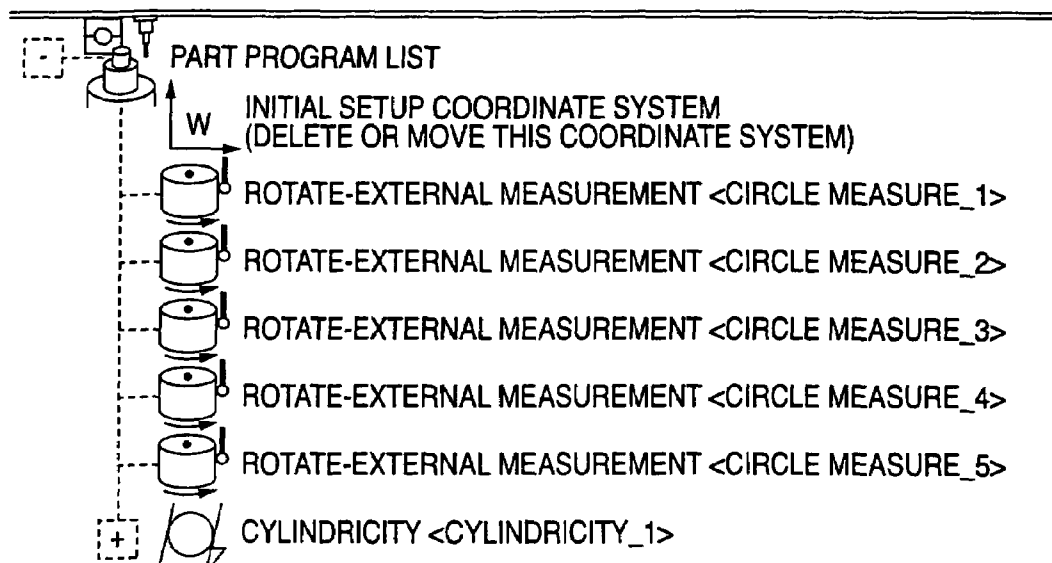 - PART PROGRAM LIST
W INITIAL SETUP COORDINATE SYSTEM
(DELETE OR MOVE THIS COORDINATE SYSTEM)
ROTATE-EXTERNAL MEASUREMENT <CIRCLE MEASURE_1>
ROTATE-EXTERNAL MEASUREMENT <CIRCLE MEASURE_2>
ROTATE-EXTERNAL MEASUREMENT <CIRCLE MEASURE_3>
ROTATE-EXTERNAL MEASUREMENT <CIRCLE MEASURE_4>
ROTATE-EXTERNAL MEASUREMENT <CIRCLE MEASURE_5>
+ CYLINDRICITY <CYLINDRICITY_1>